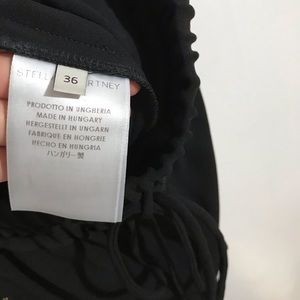 STELL 36 RTNEY
PRODOTTO IN UNGHERIA
MADE IN HUNGARY
HERGESTELLT IN UNGARN
FABRIQUE EN HONGRIE
HECHO EN HUNGRIA
ハンガリー製